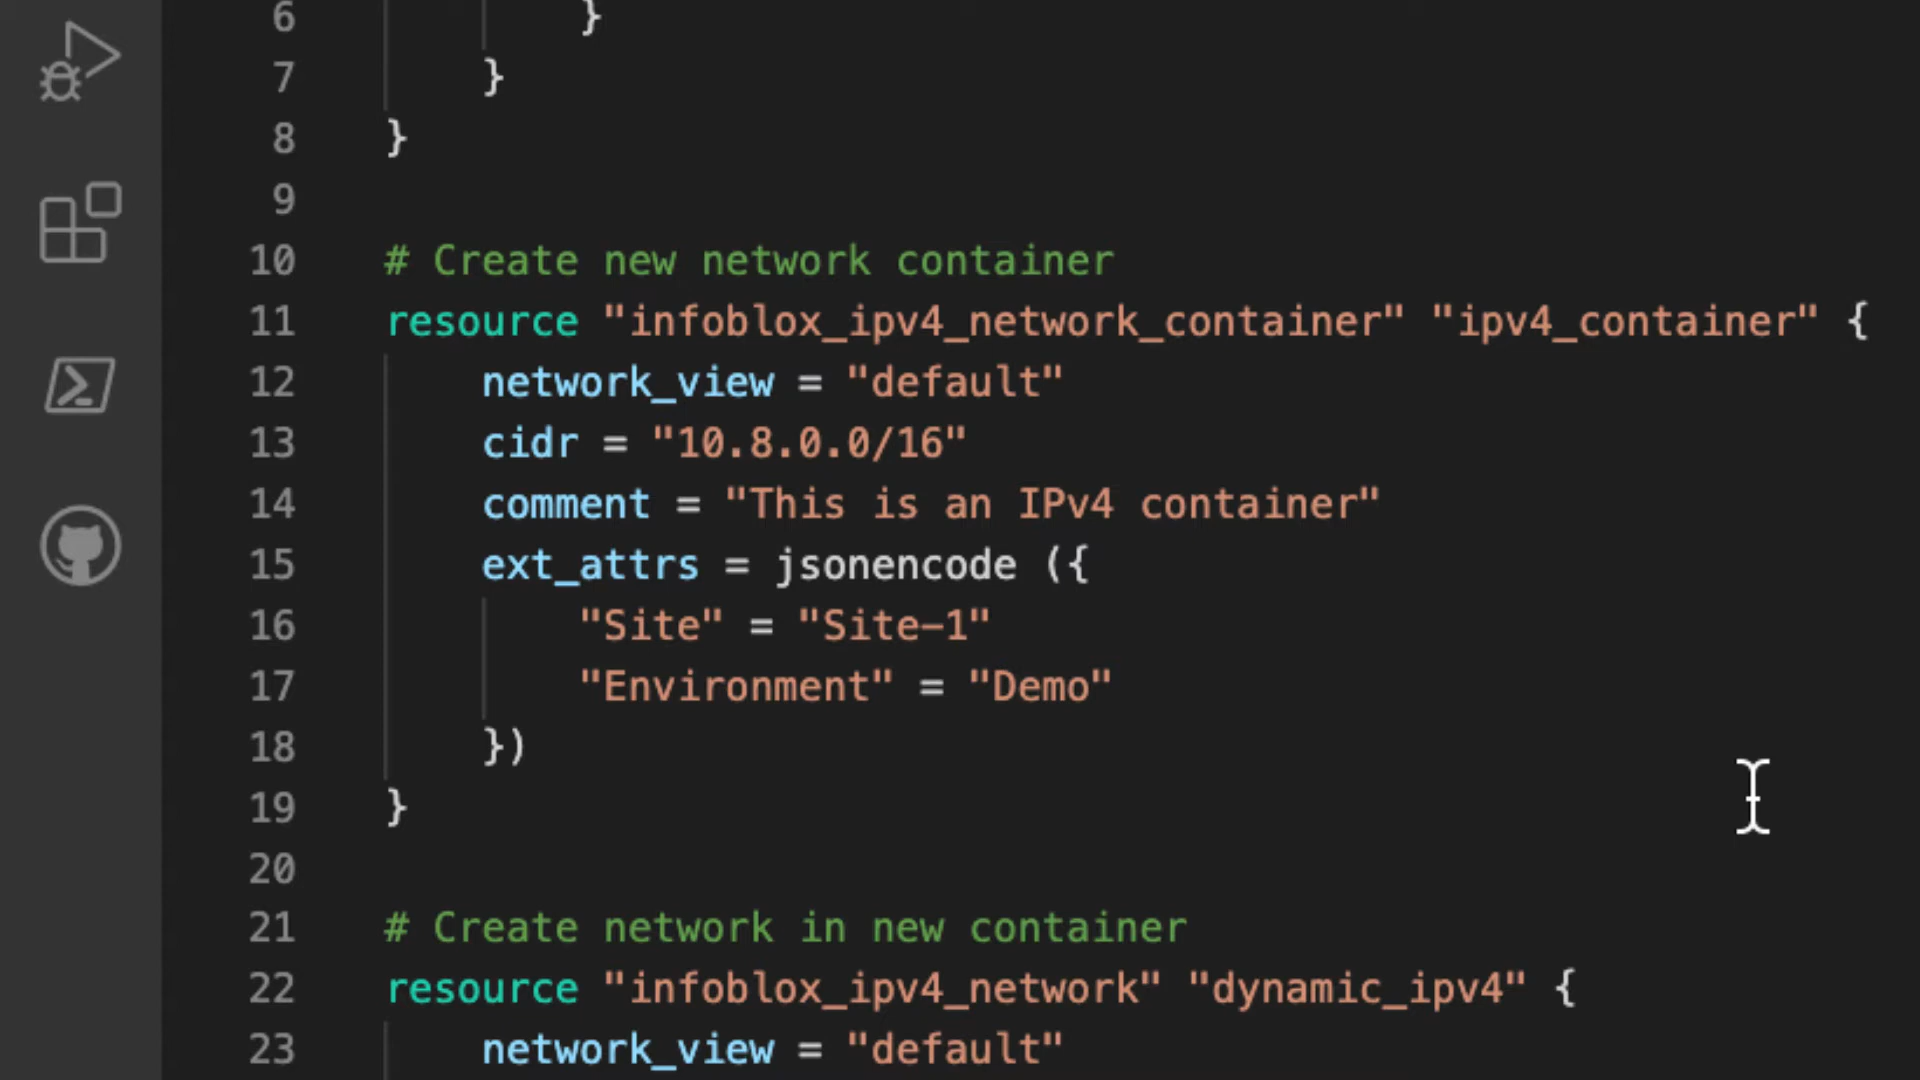 6 }
7 }
8 }
9
10 # Create new network container
11 resource "infoblox_ipv4_network_container" "ipv4_container" {
12 network_view = "default"
13 cidr = "10.8.0.0/16"
14 comment = "This is an IPv4 container"
15 ext_attrs = jsonencode ({
16 "Site" = "Site-1"
17 "Environment" = "Demo"
18 })
19 }
20
21 # Create network in new container
22 resource "infoblox_ipv4_network" "dynamic_ipv4" {
23 network_view = "default"